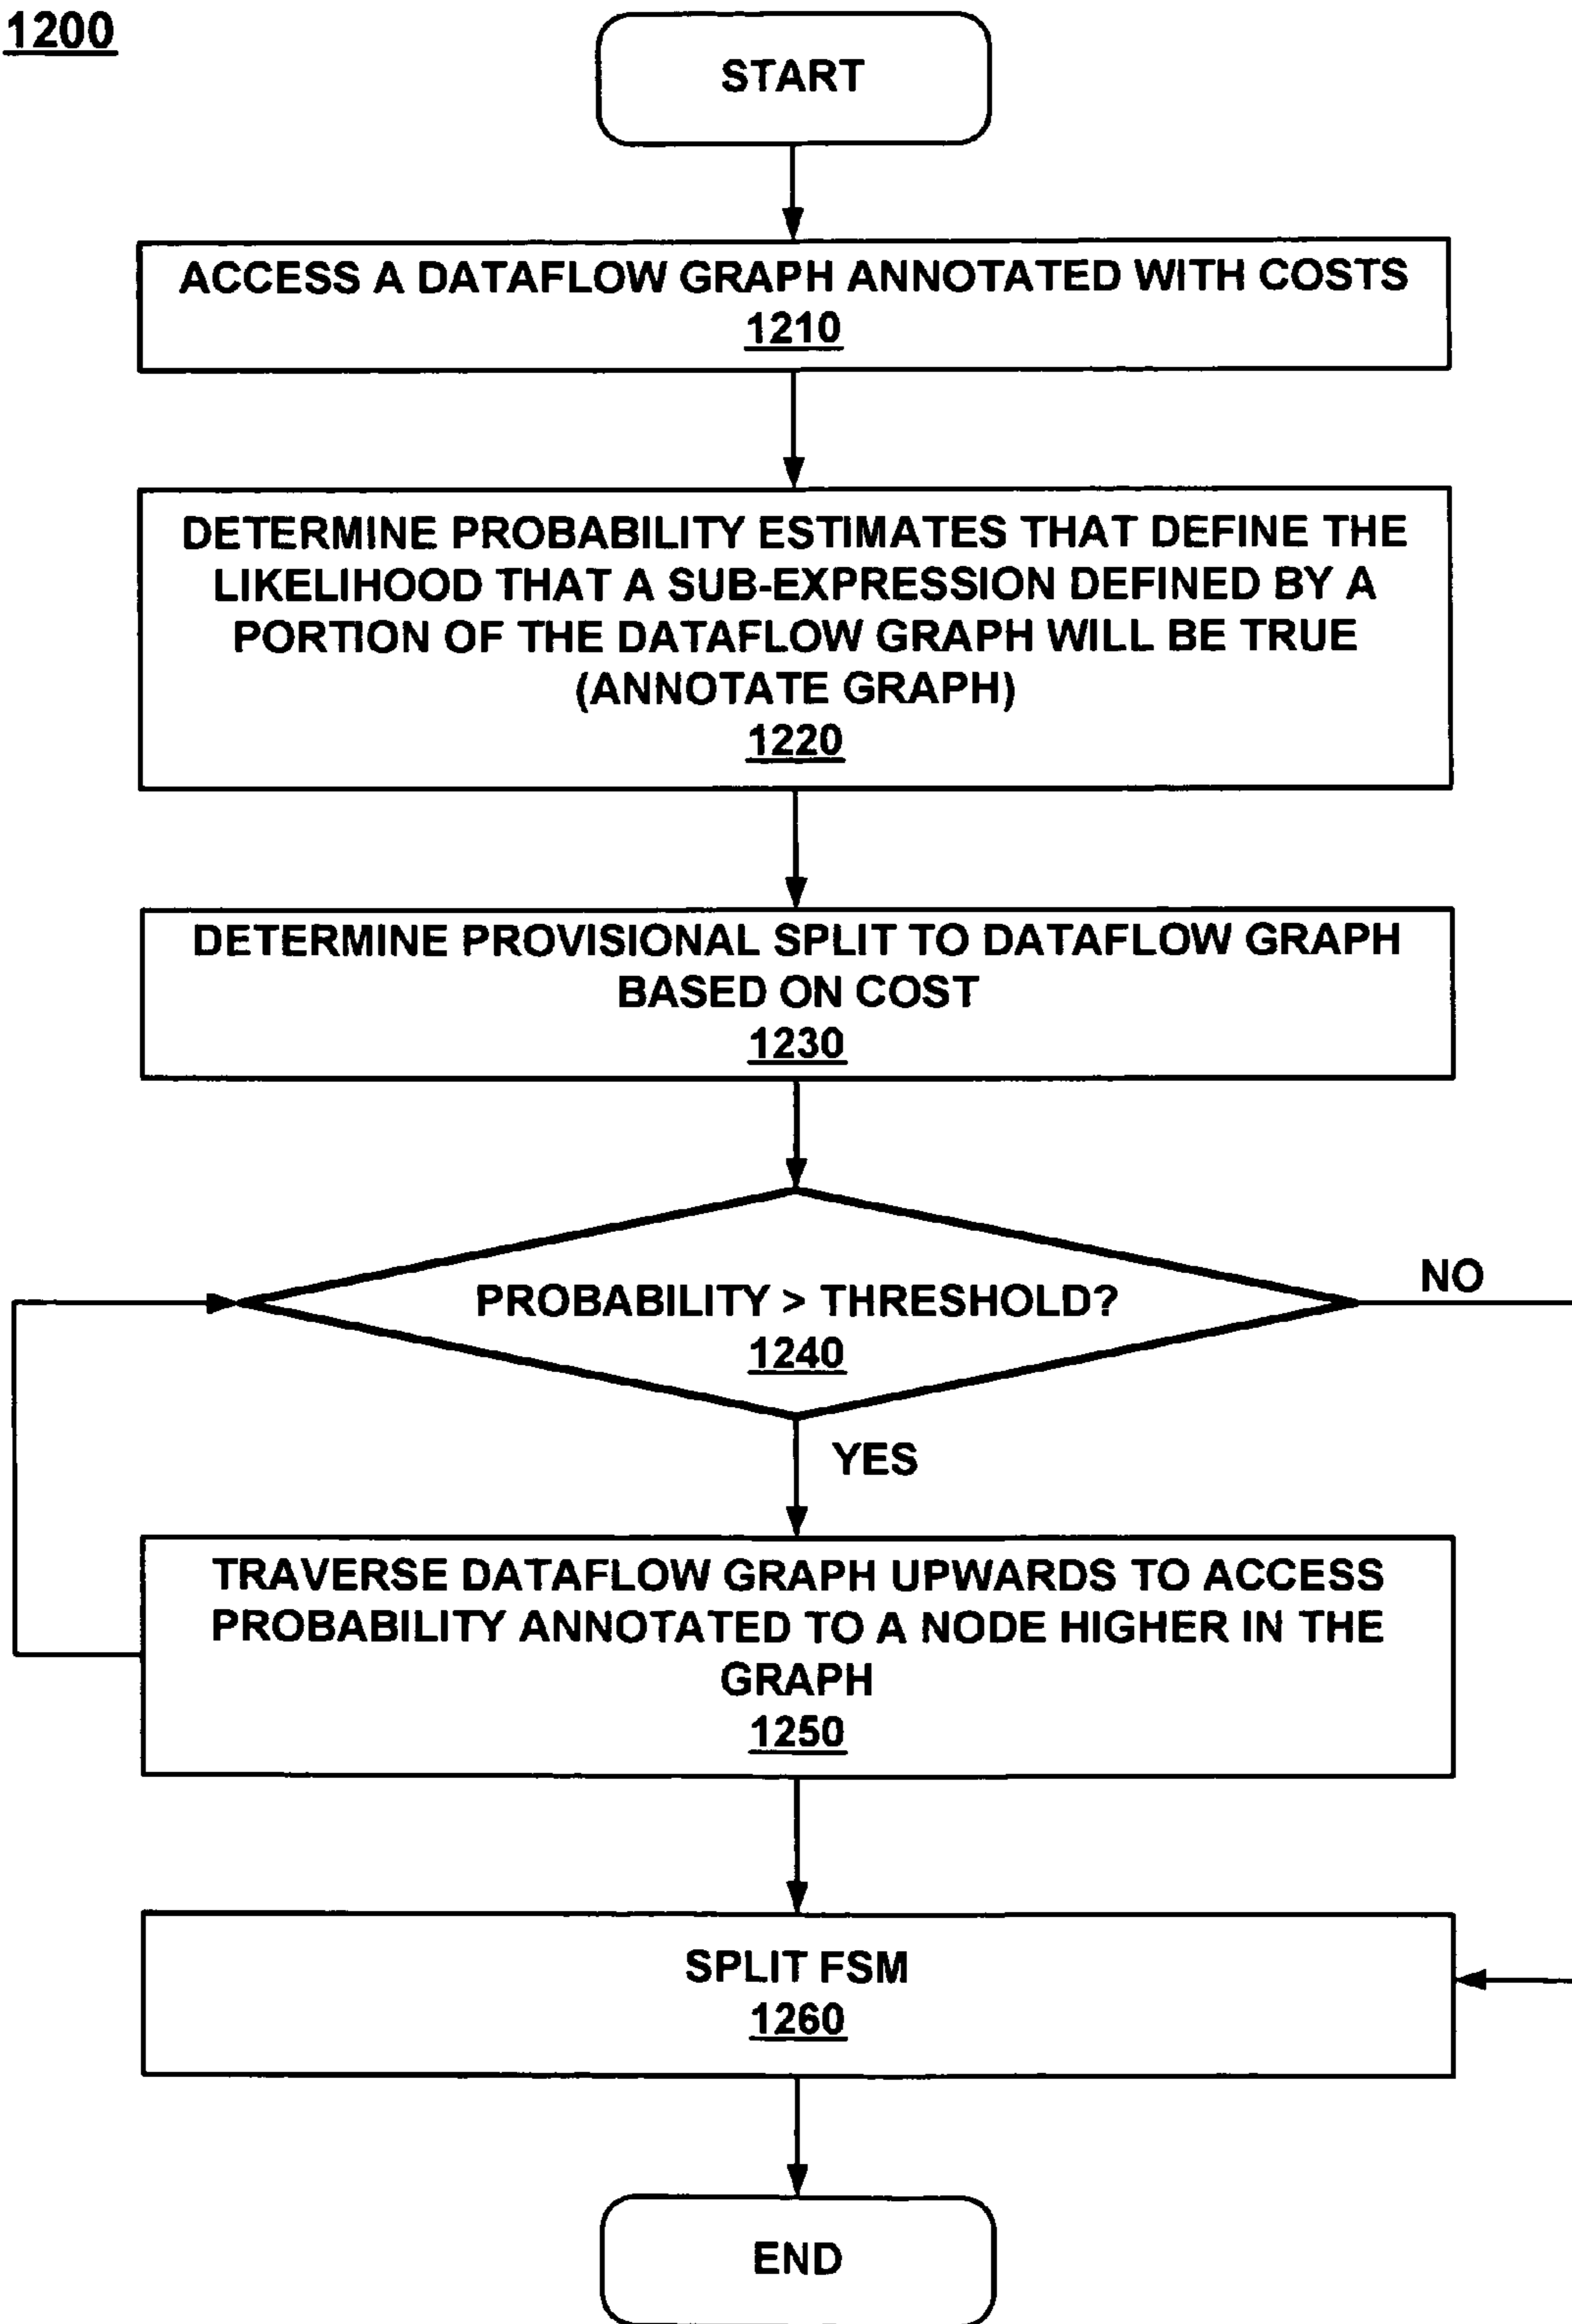 1200
START
ACCESS A DATAFLOW GRAPH ANNOTATED WITH COSTS
1210
DETERMINE PROBABILITY ESTIMATES THAT DEFINE THE
LIKELIHOOD THAT A SUB-EXPRESSION DEFINED BY A
PORTION OF THE DATAFLOW GRAPH WILL BE TRUE
(ANNOTATE GRAPH)
1220
DETERMINE PROVISIONAL SPLIT TO DATAFLOW GRAPH
BASED ON COST
1230
PROBABILITY > THRESHOLD?
1240
NO
YES
TRAVERSE DATAFLOW GRAPH UPWARDS TO ACCESS
PROBABILITY ANNOTATED TO A NODE HIGHER IN THE
GRAPH
1250
SPLIT FSM
1260
END